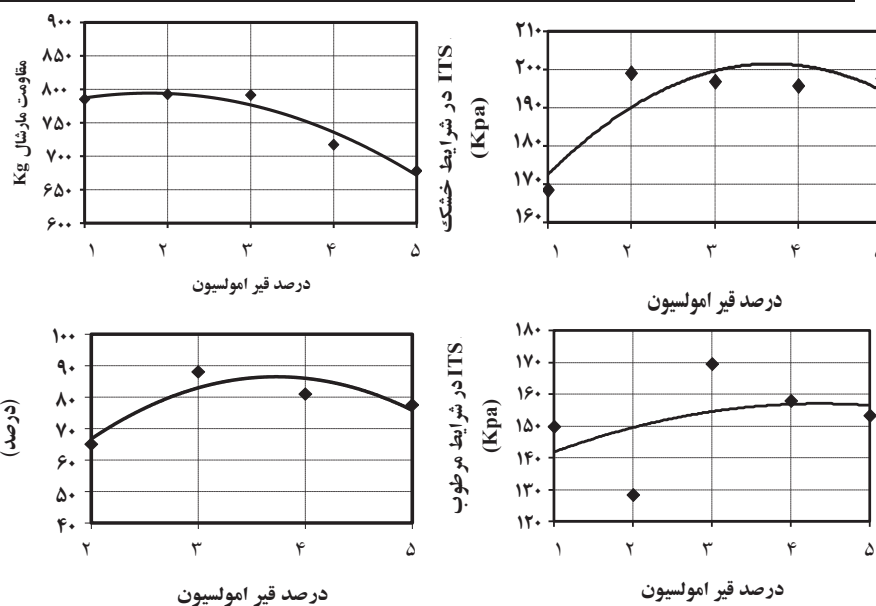 مقاومت مارشال Kg
۹۰۰
۸۵۰
۸۰۰
۷۵۰
۷۰۰
۶۵۰
۶۰۰
۱ ۲ ۳ ۴ ۵
درصد قیر امولسیون
ITS در شرایط خشک
(Kpa)
۲۱۰
۲۰۰
۱۹۰
۱۸۰
۱۷۰
۱۶۰
۱ ۲ ۳ ۴
درصد قیر امولسیون
(درصد)
۱۰۰
۹۰
۸۰
۷۰
۶۰
۵۰
۴۰
۲ ۳ ۴ ۵
درصد قیر امولسیون
ITS در شرایط مرطوب
(Kpa)
۱۸۰
۱۷۰
۱۶۰
۱۵۰
۱۴۰
۱۳۰
۱۲۰
۱ ۲ ۳ ۴ ۵
درصد قیر امولسیون